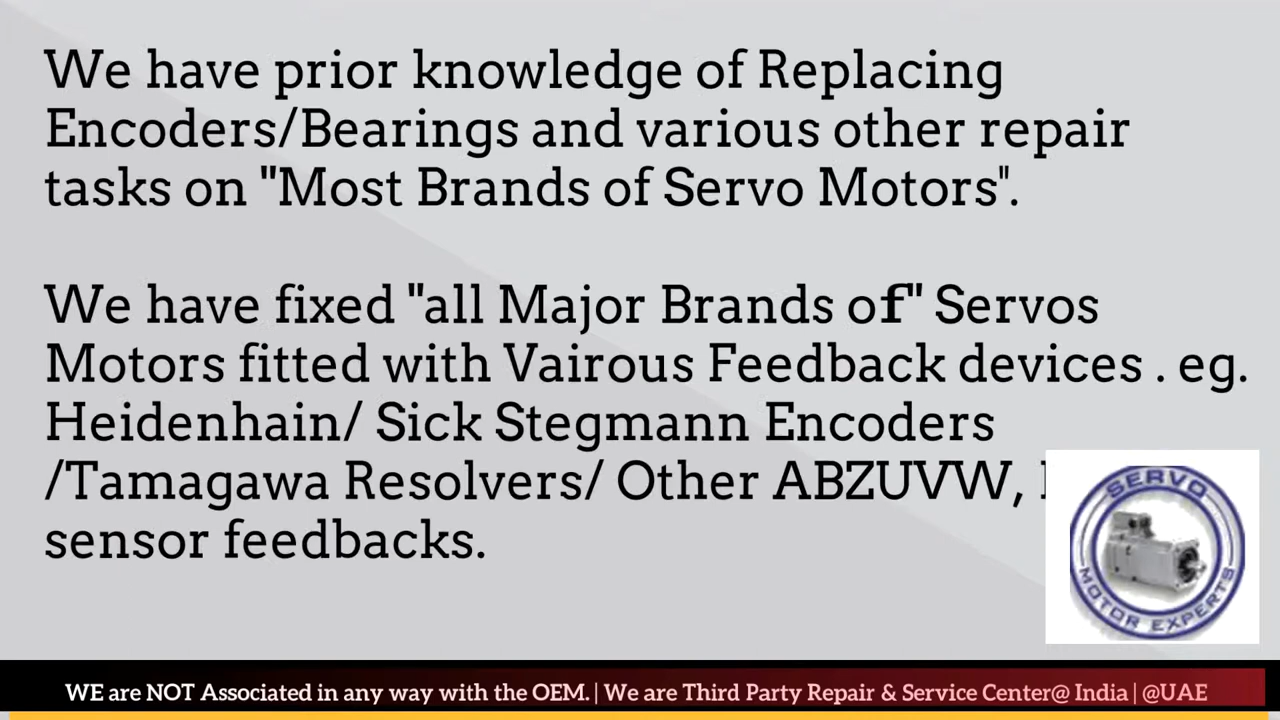 We have prior knowledge of Replacing
Encoders/Bearings and various other repair
tasks on "Most Brands of Servo Motors".
We have fixed "all Major Brands of" Servos
Motors fitted with Vairous Feedback devices . eg.
Heidenhain/ Sick Stegmann Encoders
/Tamagawa Resolvers/ Other ABZUVW,
sensor feedbacks.
SERVO
MOTOR EXPERTS
WE are NOT Associated in any way with the OEM. | We are Third Party Repair & Service Center@ India | @UAE